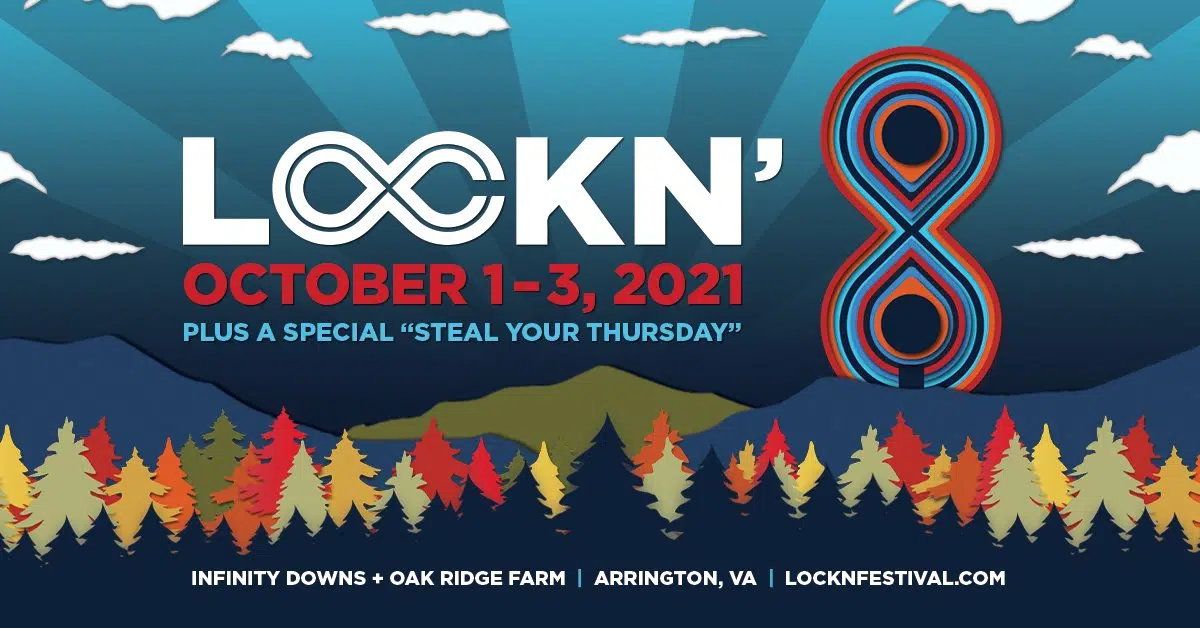 LOCKN' 8
OCTOBER 1–3, 2021
PLUS A SPECIAL “STEAL YOUR THURSDAY”
INFINITY DOWNS + OAK RIDGE FARM | ARRINGTON, VA | LOCKNFESTIVAL.COM